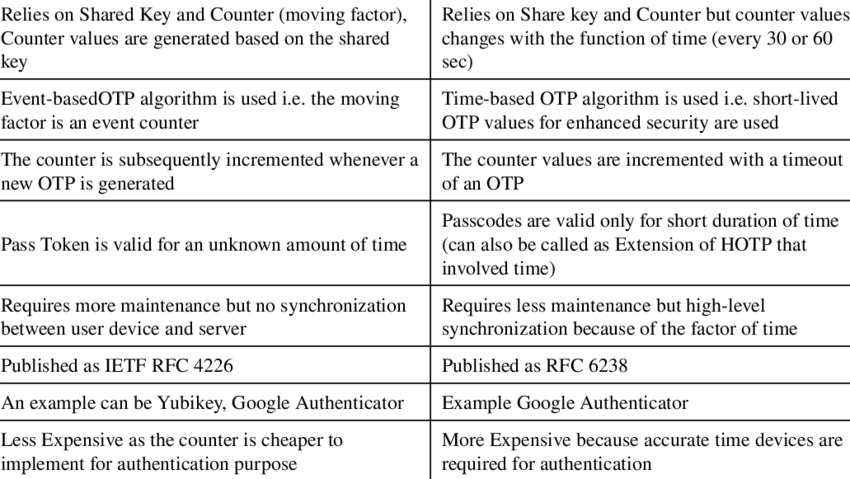 Relies on Shared Key and Counter (moving factor),
Counter values are generated based on the shared
key
Relies on Share key and Counter but counter values
changes with the function of time (every 30 or 60
sec)
Event-basedOTP algorithm is used i.e. the moving
factor is an event counter
Time-based OTP algorithm is used i.e. short-lived
OTP values for enhanced security are used
The counter is subsequently incremented whenever a
new OTP is generated
The counter values are incremented with a timeout
of an OTP
Pass Token is valid for an unknown amount of time
Passcodes are valid only for short duration of time
(can also be called as Extension of HOTP that
involved time)
Requires more maintenance but no synchronization
between user device and server
Requires less maintenance but high-level
synchronization because of the factor of time
Published as IETF RFC 4226
Published as RFC 6238
An example can be Yubikey, Google Authenticator
Example Google Authenticator
Less Expensive as the counter is cheaper to
implement for authentication purpose
More Expensive because accurate time devices are
required for authentication